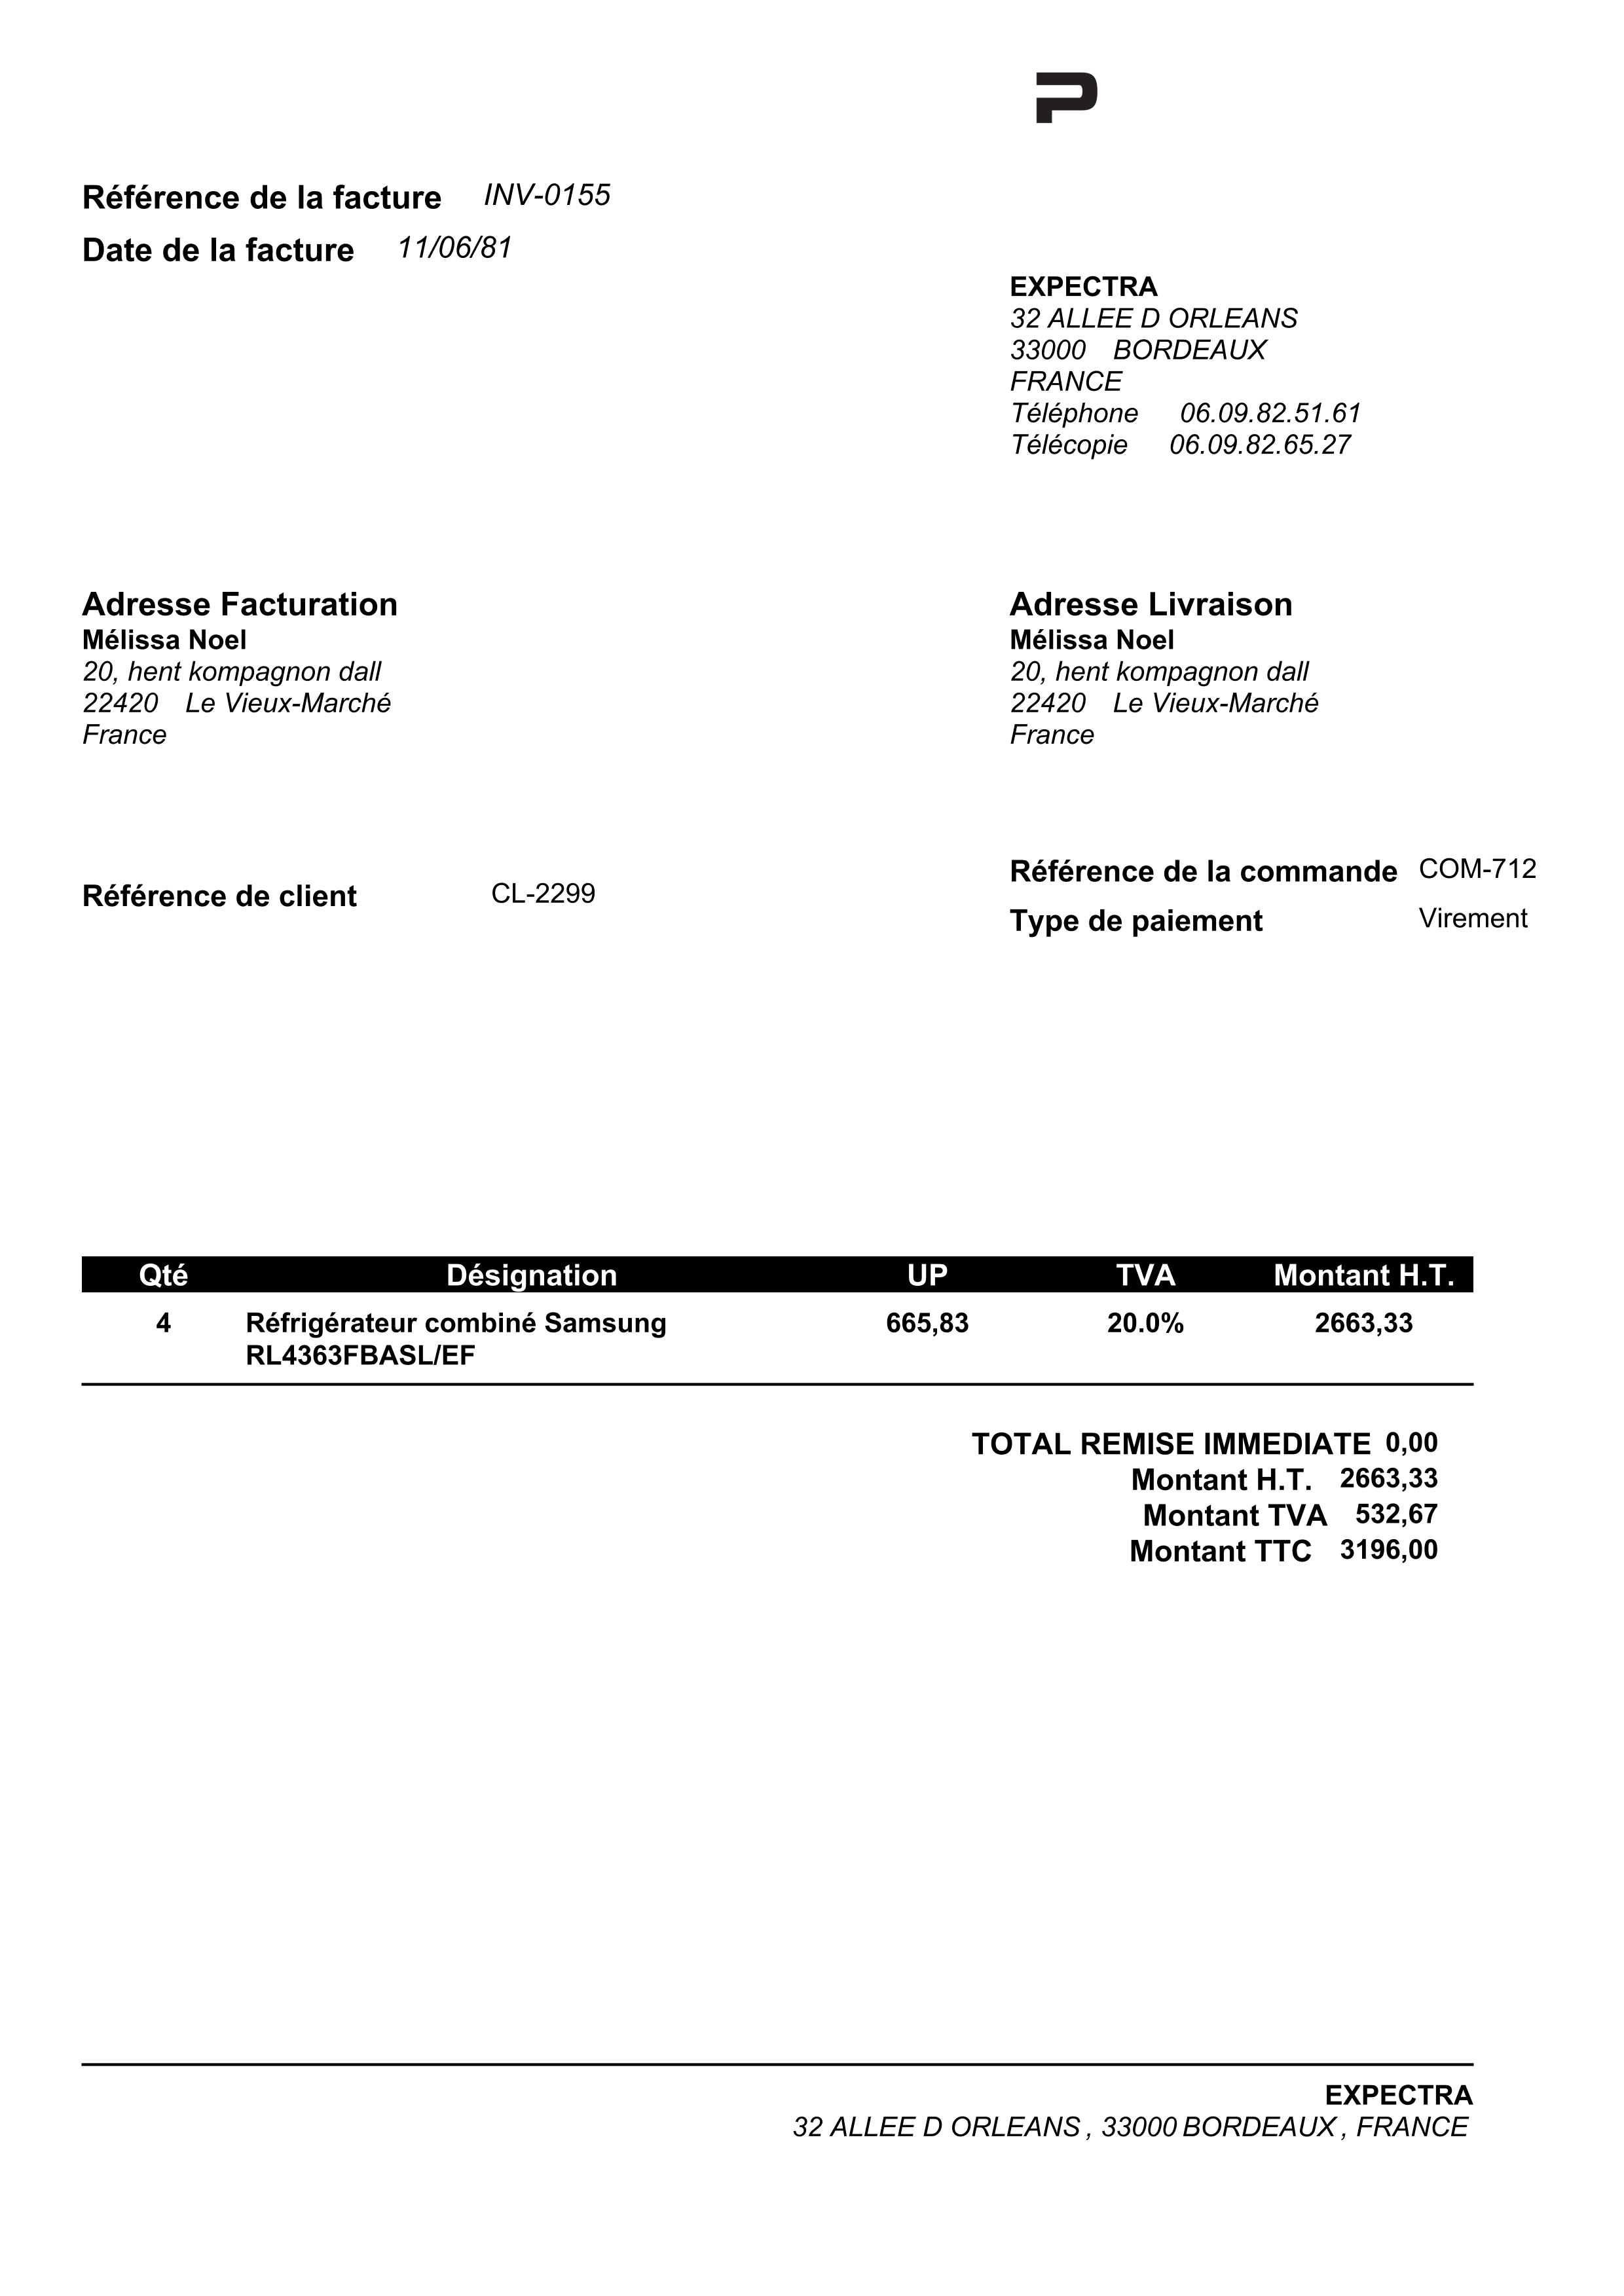 P
Référence de la facture INV-0155
Date de la facture 11/06/81
EXPECTRA
32 ALLEE D ORLEANS
33000 BORDEAUX
FRANCE
Téléphone 06.09.82.51.61
Télécopie 06.09.82.65.27
Adresse Facturation
Mélissa Noel
20, hent kompagnon dall
22420 Le Vieux-Marché
France
Adresse Livraison
Mélissa Noel
20, hent kompagnon dall
22420 Le Vieux-Marché
France
Référence de client CL-2299
Référence de la commande COM-712
Type de paiement Virement
Qté Désignation UP TVA Montant H.T.
4 Réfrigérateur combiné Samsung 665,83 20.0% 2663,33
RL4363FBASL/EF
TOTAL REMISE IMMEDIATE 0,00
Montant H.T. 2663,33
Montant TVA 532,67
Montant TTC 3196,00
EXPECTRA
32 ALLEE D ORLEANS , 33000 BORDEAUX , FRANCE